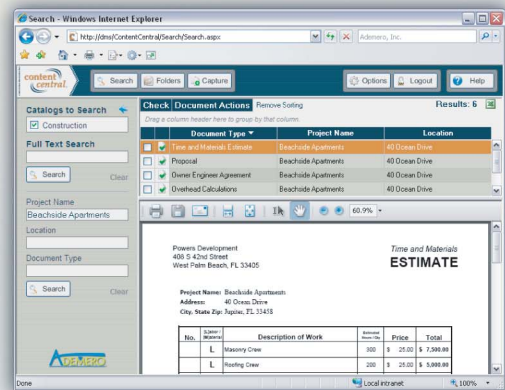 Search - Windows Internet Explorer
http://dms/ContentCentral/Search/Search.aspx
Ademero, Inc.
content central.
Search
Folders
Capture
Options
Logout
Help
Catalogs to Search
Construction
Full Text Search
Search
Clear
Project Name
Beachside Apartments
Location
Document Type
Search
Clear
ADEMERO
Check Document Actions Remove Sorting
Results: 6
Drag a column header here to group by that column.
Document Type Project Name Location
Time and Materials Estimate Beachside Apartments 40 Ocean Drive
Proposal Beachside Apartments 40 Ocean Drive
Owner Engineer Agreement Beachside Apartments 40 Ocean Drive
Overhead Calculations Beachside Apartments 40 Ocean Drive
60.9%
Powers Development
408 S 42nd Street
West Palm Beach, FL 33405
Time and Materials
ESTIMATE
Project Name: Beachside Apartments
Address: 40 Ocean Drive
City, State Zip: Jupiter, FL 33458
No. Description of Work Price Total
L Masonry Crew 300 $ 25.00 $ 7,500.00
L Roofing Crew 200 $ 25.00 $ 5,000.00
Done
Local intranet
100%